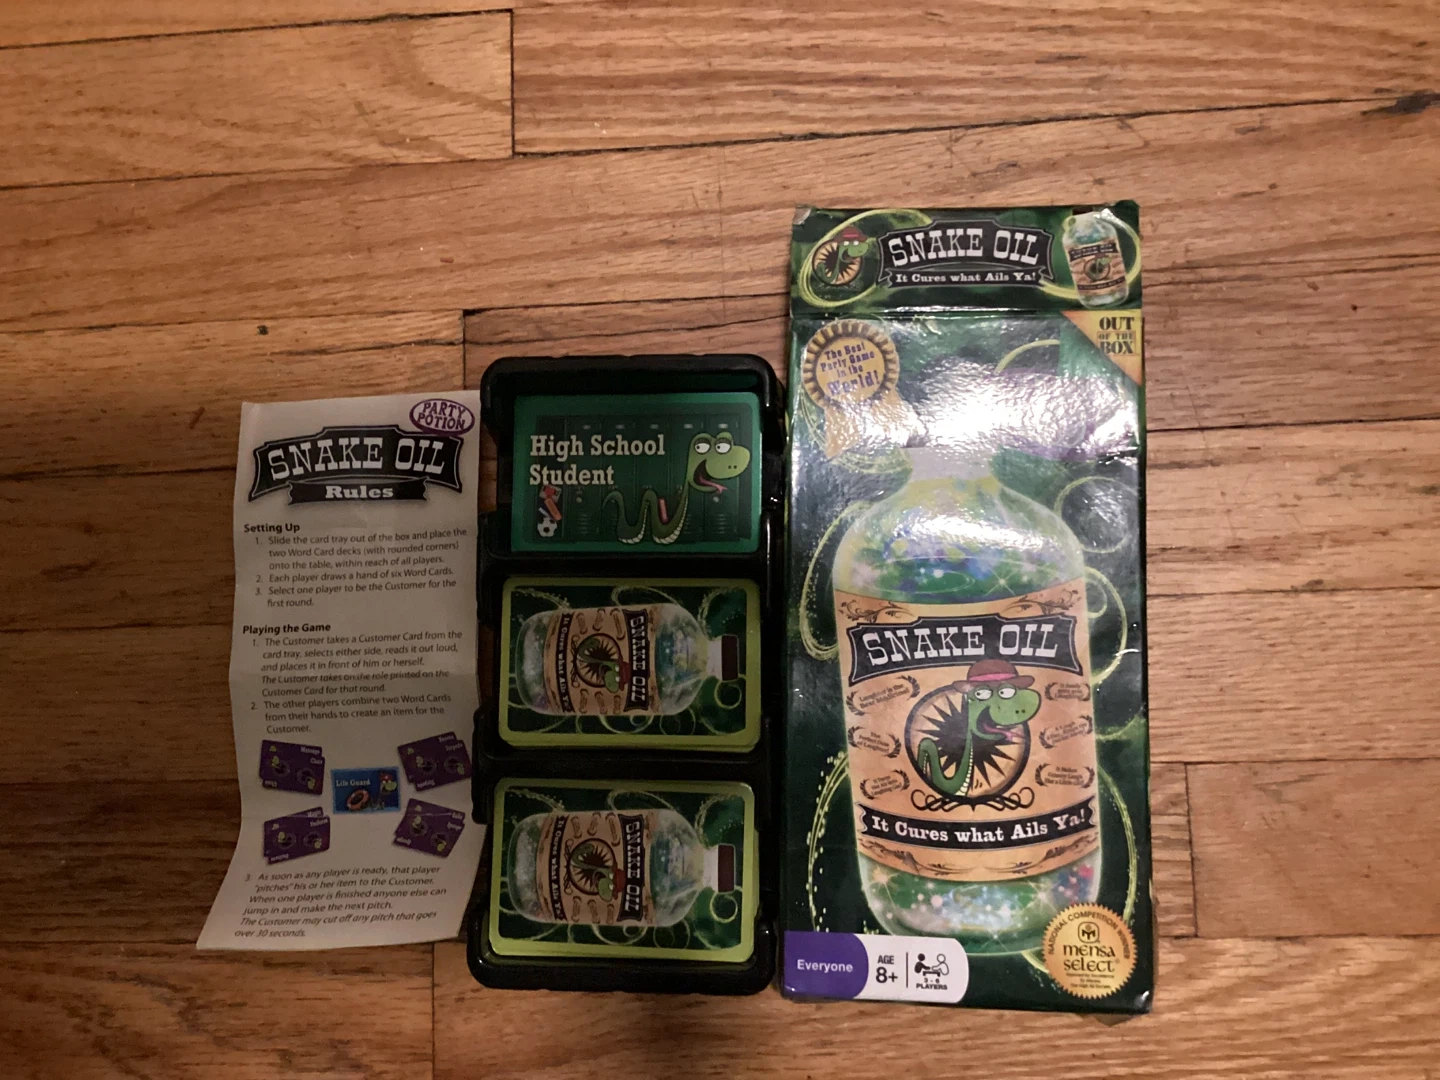 PARTY
POTION
SNAKE OIL
Rules
Setting Up
1. Slide the card tray out of the box and place the
two Word Card decks (with rounded corners)
onto the table, within reach of all players.
2. Each player draws a hand of six Word Cards.
3. Select one player to be the Customer for the
first round.
Playing the Game
1. The Customer takes a Customer Card from the
card tray, selects either side, reads it out loud,
and places it in front of him or herself.
The Customer takes on the role printed on the
Customer Card for that round.
2. The other players combine two Word Cards
from their hands to create an item for the
Customer.
Life Guard
3. As soon as any player is ready, that player
"pitches" his or her item to the Customer.
When one player is finished anyone else can
jump in and make the next pitch.
The Customer may cut off any pitch that goes
over 30 seconds.
High School
Student
SNAKE OIL
It Cures what Ails Ya!
SNAKE OIL
It Cures what Ails Ya!
SNAKE OIL
It Cures what Ails Ya!
OUT
OF THE
BOX
The Best
Party Game
in the
World!
SNAKE OIL
It Cures what Ails Ya!
Everyone
AGE
8+
PLAYERS
NATIONAL COMPETITION WINNER
mensa
select